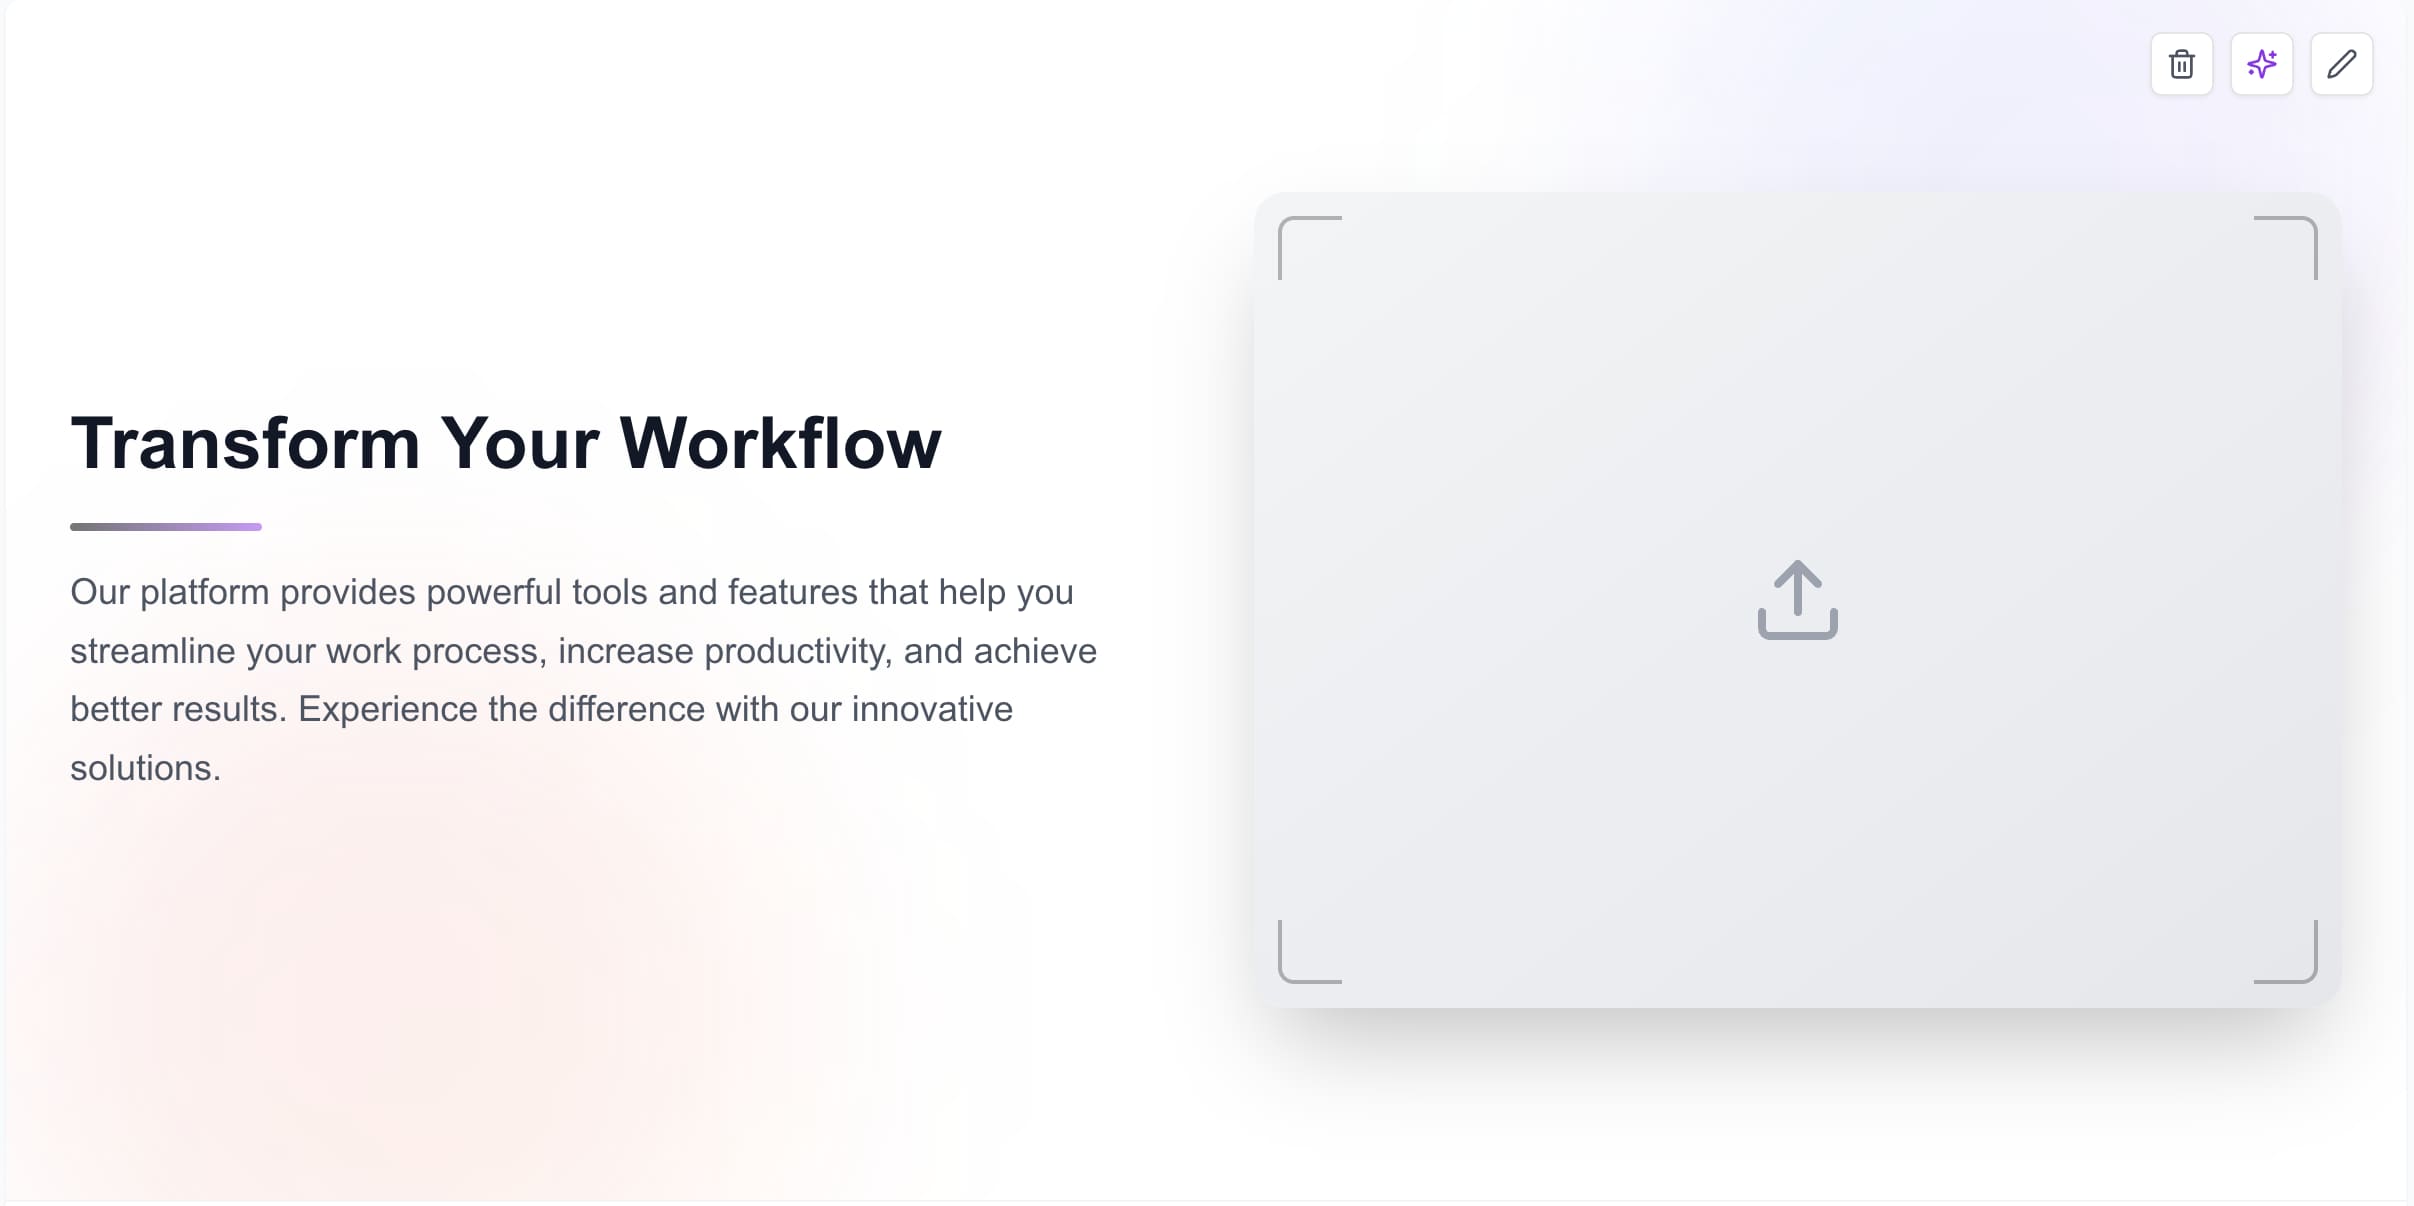 Transform Your Workflow
Our platform provides powerful tools and features that help you
streamline your work process, increase productivity, and achieve
better results. Experience the difference with our innovative
solutions.